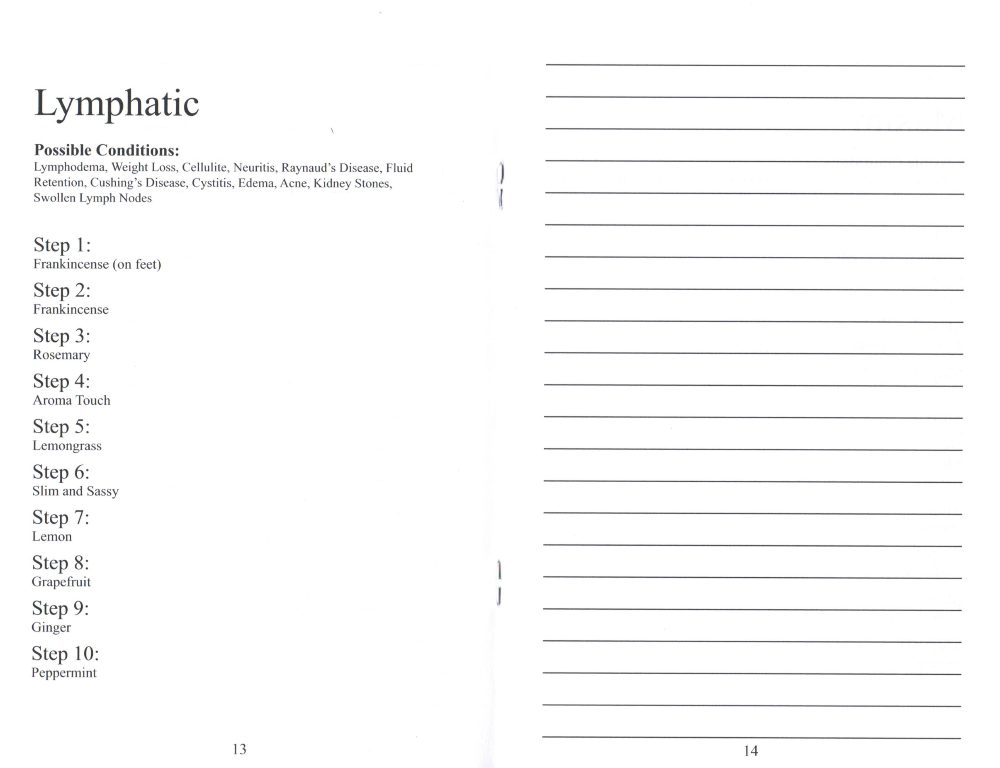 Lymphatic
Possible Conditions:
Lymphodema, Weight Loss, Cellulite, Neuritis, Raynaud's Disease, Fluid
Retention, Cushing's Disease, Cystitis, Edema, Acne, Kidney Stones,
Swollen Lymph Nodes
Step 1:
Frankincense (on feet)
Step 2:
Frankincense
Step 3:
Rosemary
Step 4:
Aroma Touch
Step 5:
Lemongrass
Step 6:
Slim and Sassy
Step 7:
Lemon
Step 8:
Grapefruit
Step 9:
Ginger
Step 10:
Peppermint
13
14